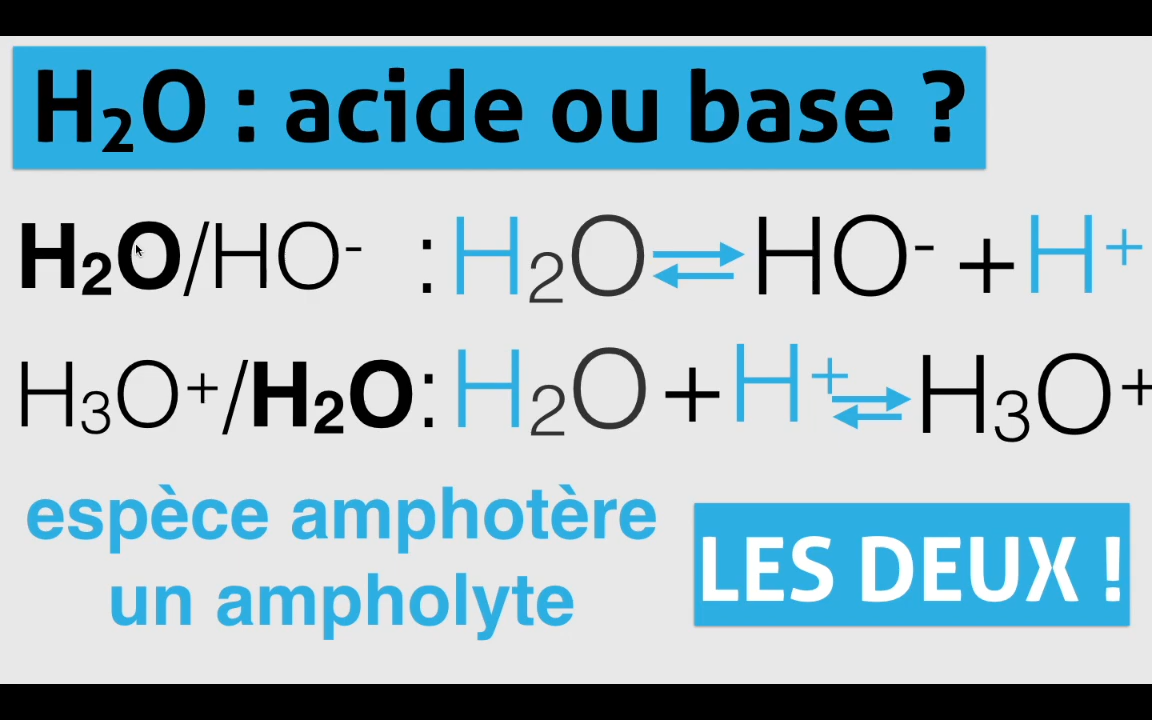 H₂O : acide ou base ?
H₂O/HO⁻ : H₂O ⇌ HO⁻ + H⁺
H₃O⁺/H₂O: H₂O + H⁺ ⇌ H₃O⁺
espèce amphotère
un ampholyte
LES DEUX !